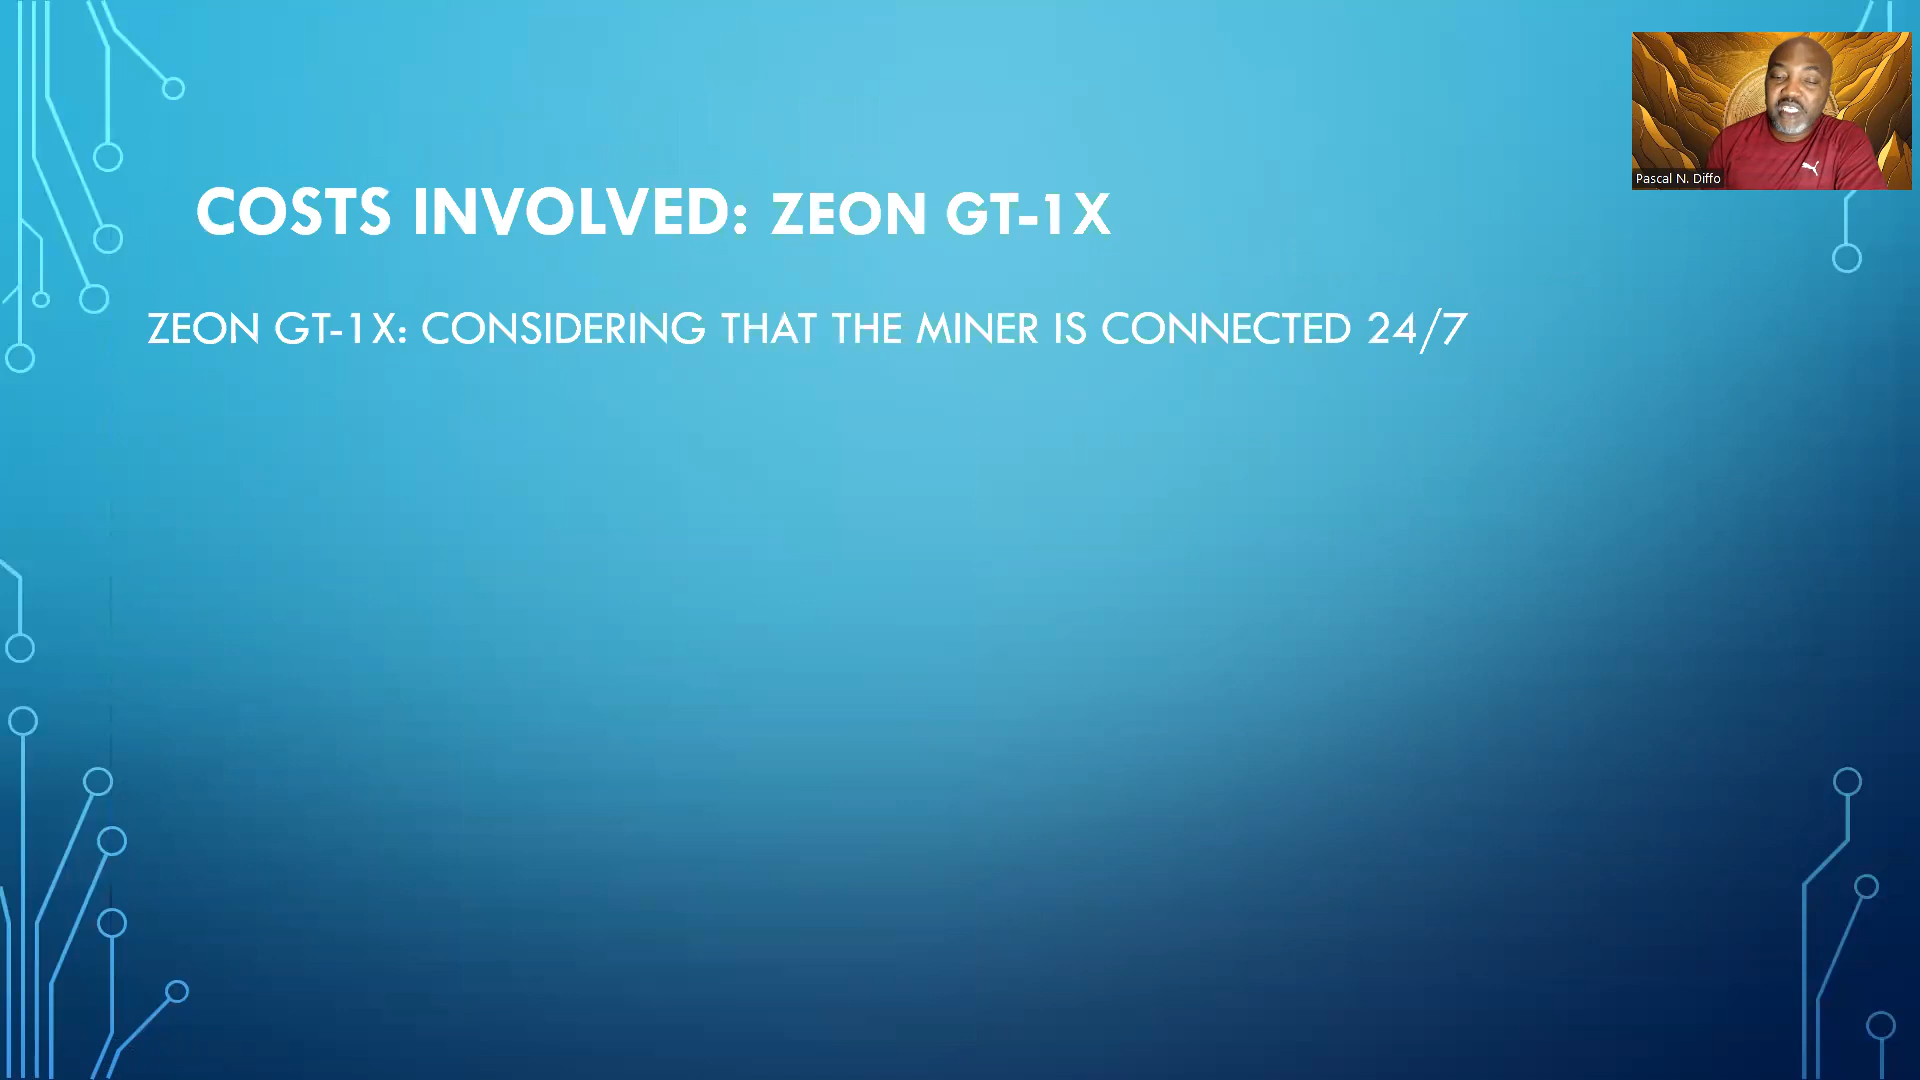 Pascal N. Diffo
COSTS INVOLVED: ZEON GT-1X
ZEON GT-1X: CONSIDERING THAT THE MINER IS CONNECTED 24/7